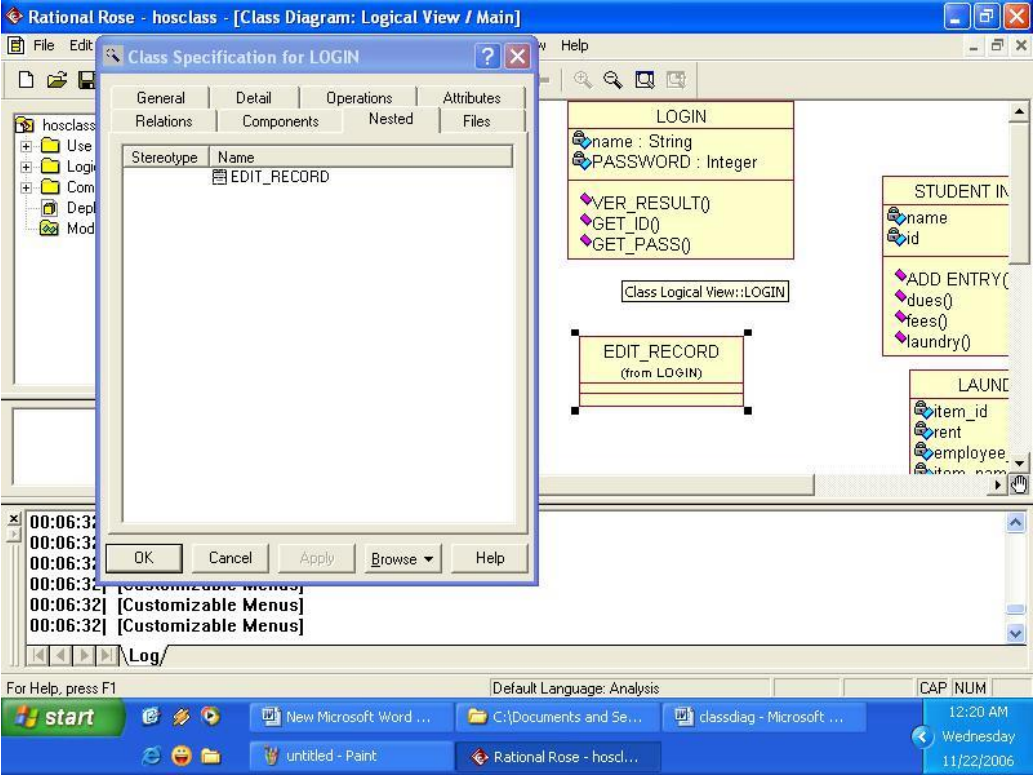 Rational Rose - hosclass - [Class Diagram: Logical View / Main]
File Edit Help
Class Specification for LOGIN
General Detail Operations Attributes
Relations Components Nested Files
Stereotype Name
EDIT_RECORD
OK Cancel Apply Browse Help
hosclass
Use
Logi
Com
Depl
Mod
LOGIN
name : String
PASSWORD : Integer
VER_RESULT()
GET_ID()
GET_PASS()
Class Logical View::LOGIN
EDIT_RECORD
(from LOGIN)
STUDENT IN
name
id
ADD ENTRY(
dues()
fees()
laundry()
LAUND
item_id
rent
employee_
00:06:32
00:06:32
00:06:32
00:06:32| [Customizable Menus]
00:06:32| [Customizable Menus]
00:06:32| [Customizable Menus]
Log
For Help, press F1
Default Language: Analysis
CAP NUM
start
New Microsoft Word ...
C:\Documents and Se...
classdiag - Microsoft ...
untitled - Paint
Rational Rose - hoscl...
12:20 AM
Wednesday
11/22/2006